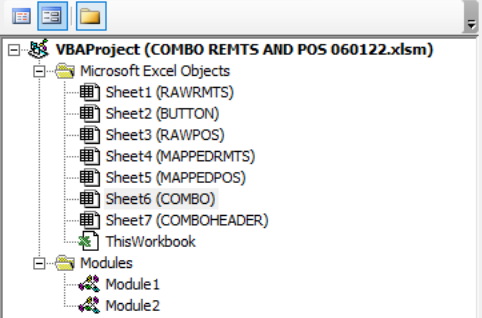 VBAProject (COMBO REMTS AND POS 060122.xlsm)
Microsoft Excel Objects
Sheet1 (RAWRMTS)
Sheet2 (BUTTON)
Sheet3 (RAWPOS)
Sheet4 (MAPPEDRMTS)
Sheet5 (MAPPEDPOS)
Sheet6 (COMBO)
Sheet7 (COMBOHEADER)
ThisWorkbook
Modules
Module1
Module2